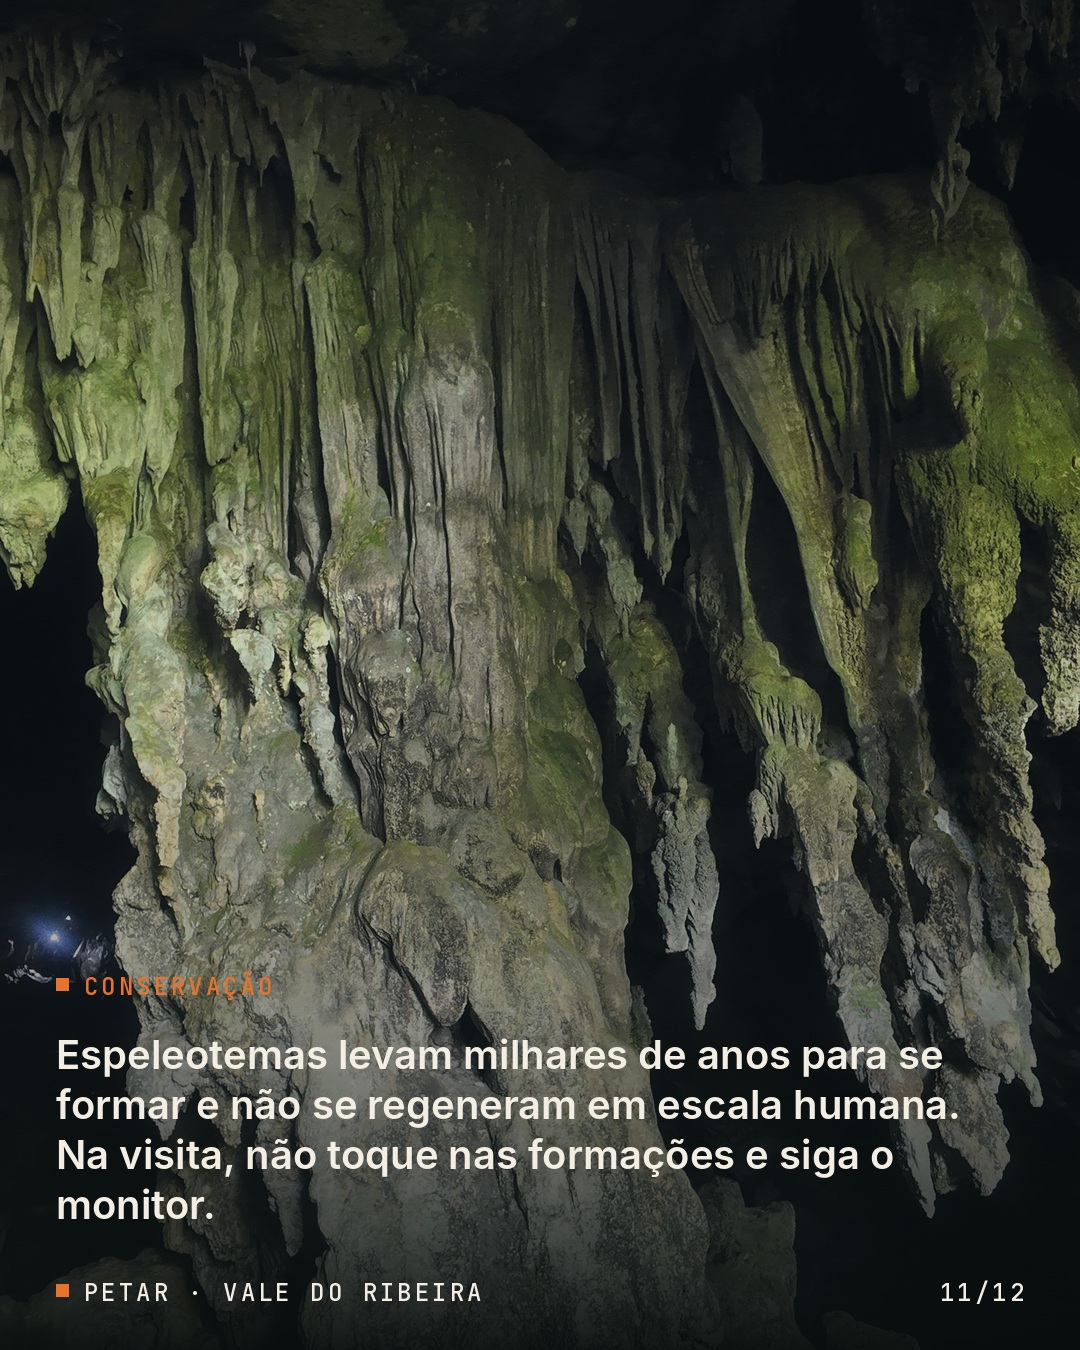 CONSERVAÇÃO
Espeleotemas levam milhares de anos para se
formar e não se regeneram em escala humana.
Na visita, não toque nas formações e siga o
monitor.
PETAR · VALE DO RIBEIRA
11/12